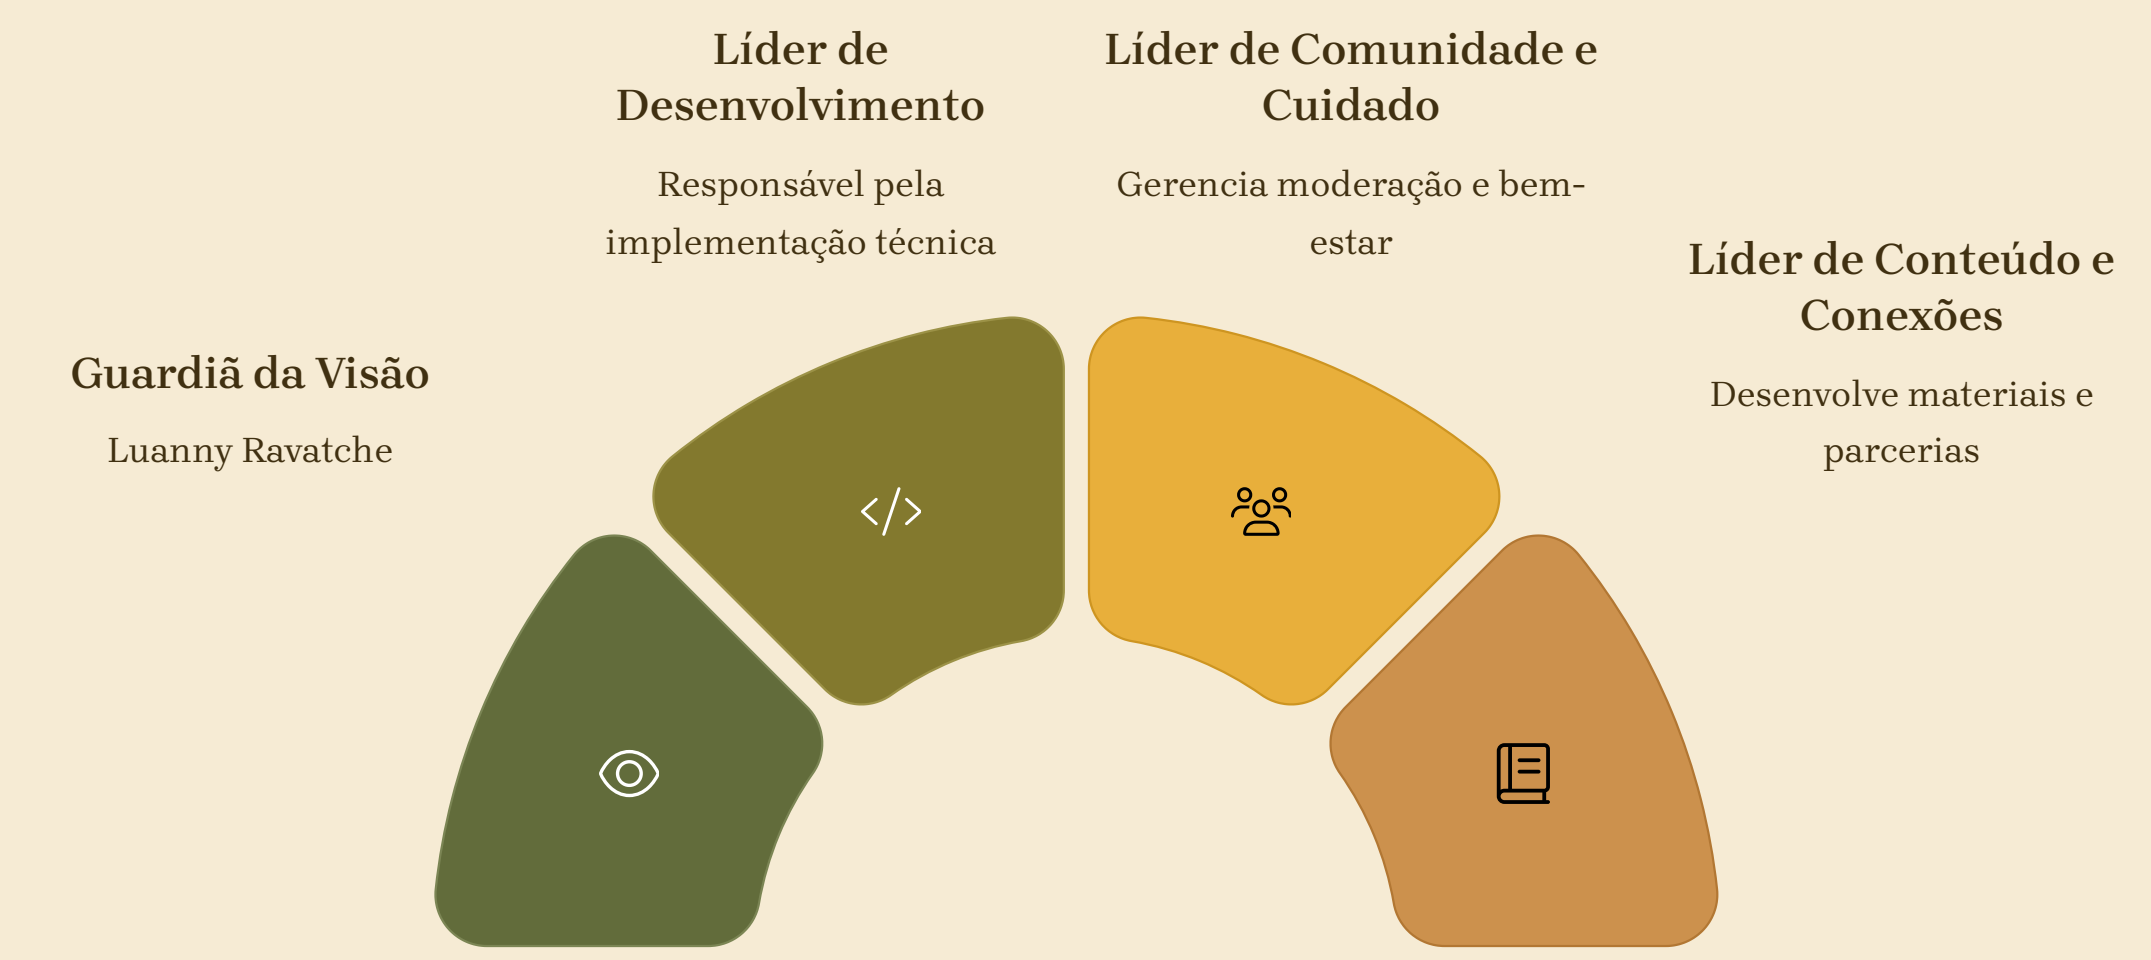 Guardiã da Visão
Luanny Ravatche
Líder de
Desenvolvimento
Responsável pela
implementação técnica
Líder de Comunidade e
Cuidado
Gerencia moderação e bem-
estar
Líder de Conteúdo e
Conexões
Desenvolve materiais e
parcerias